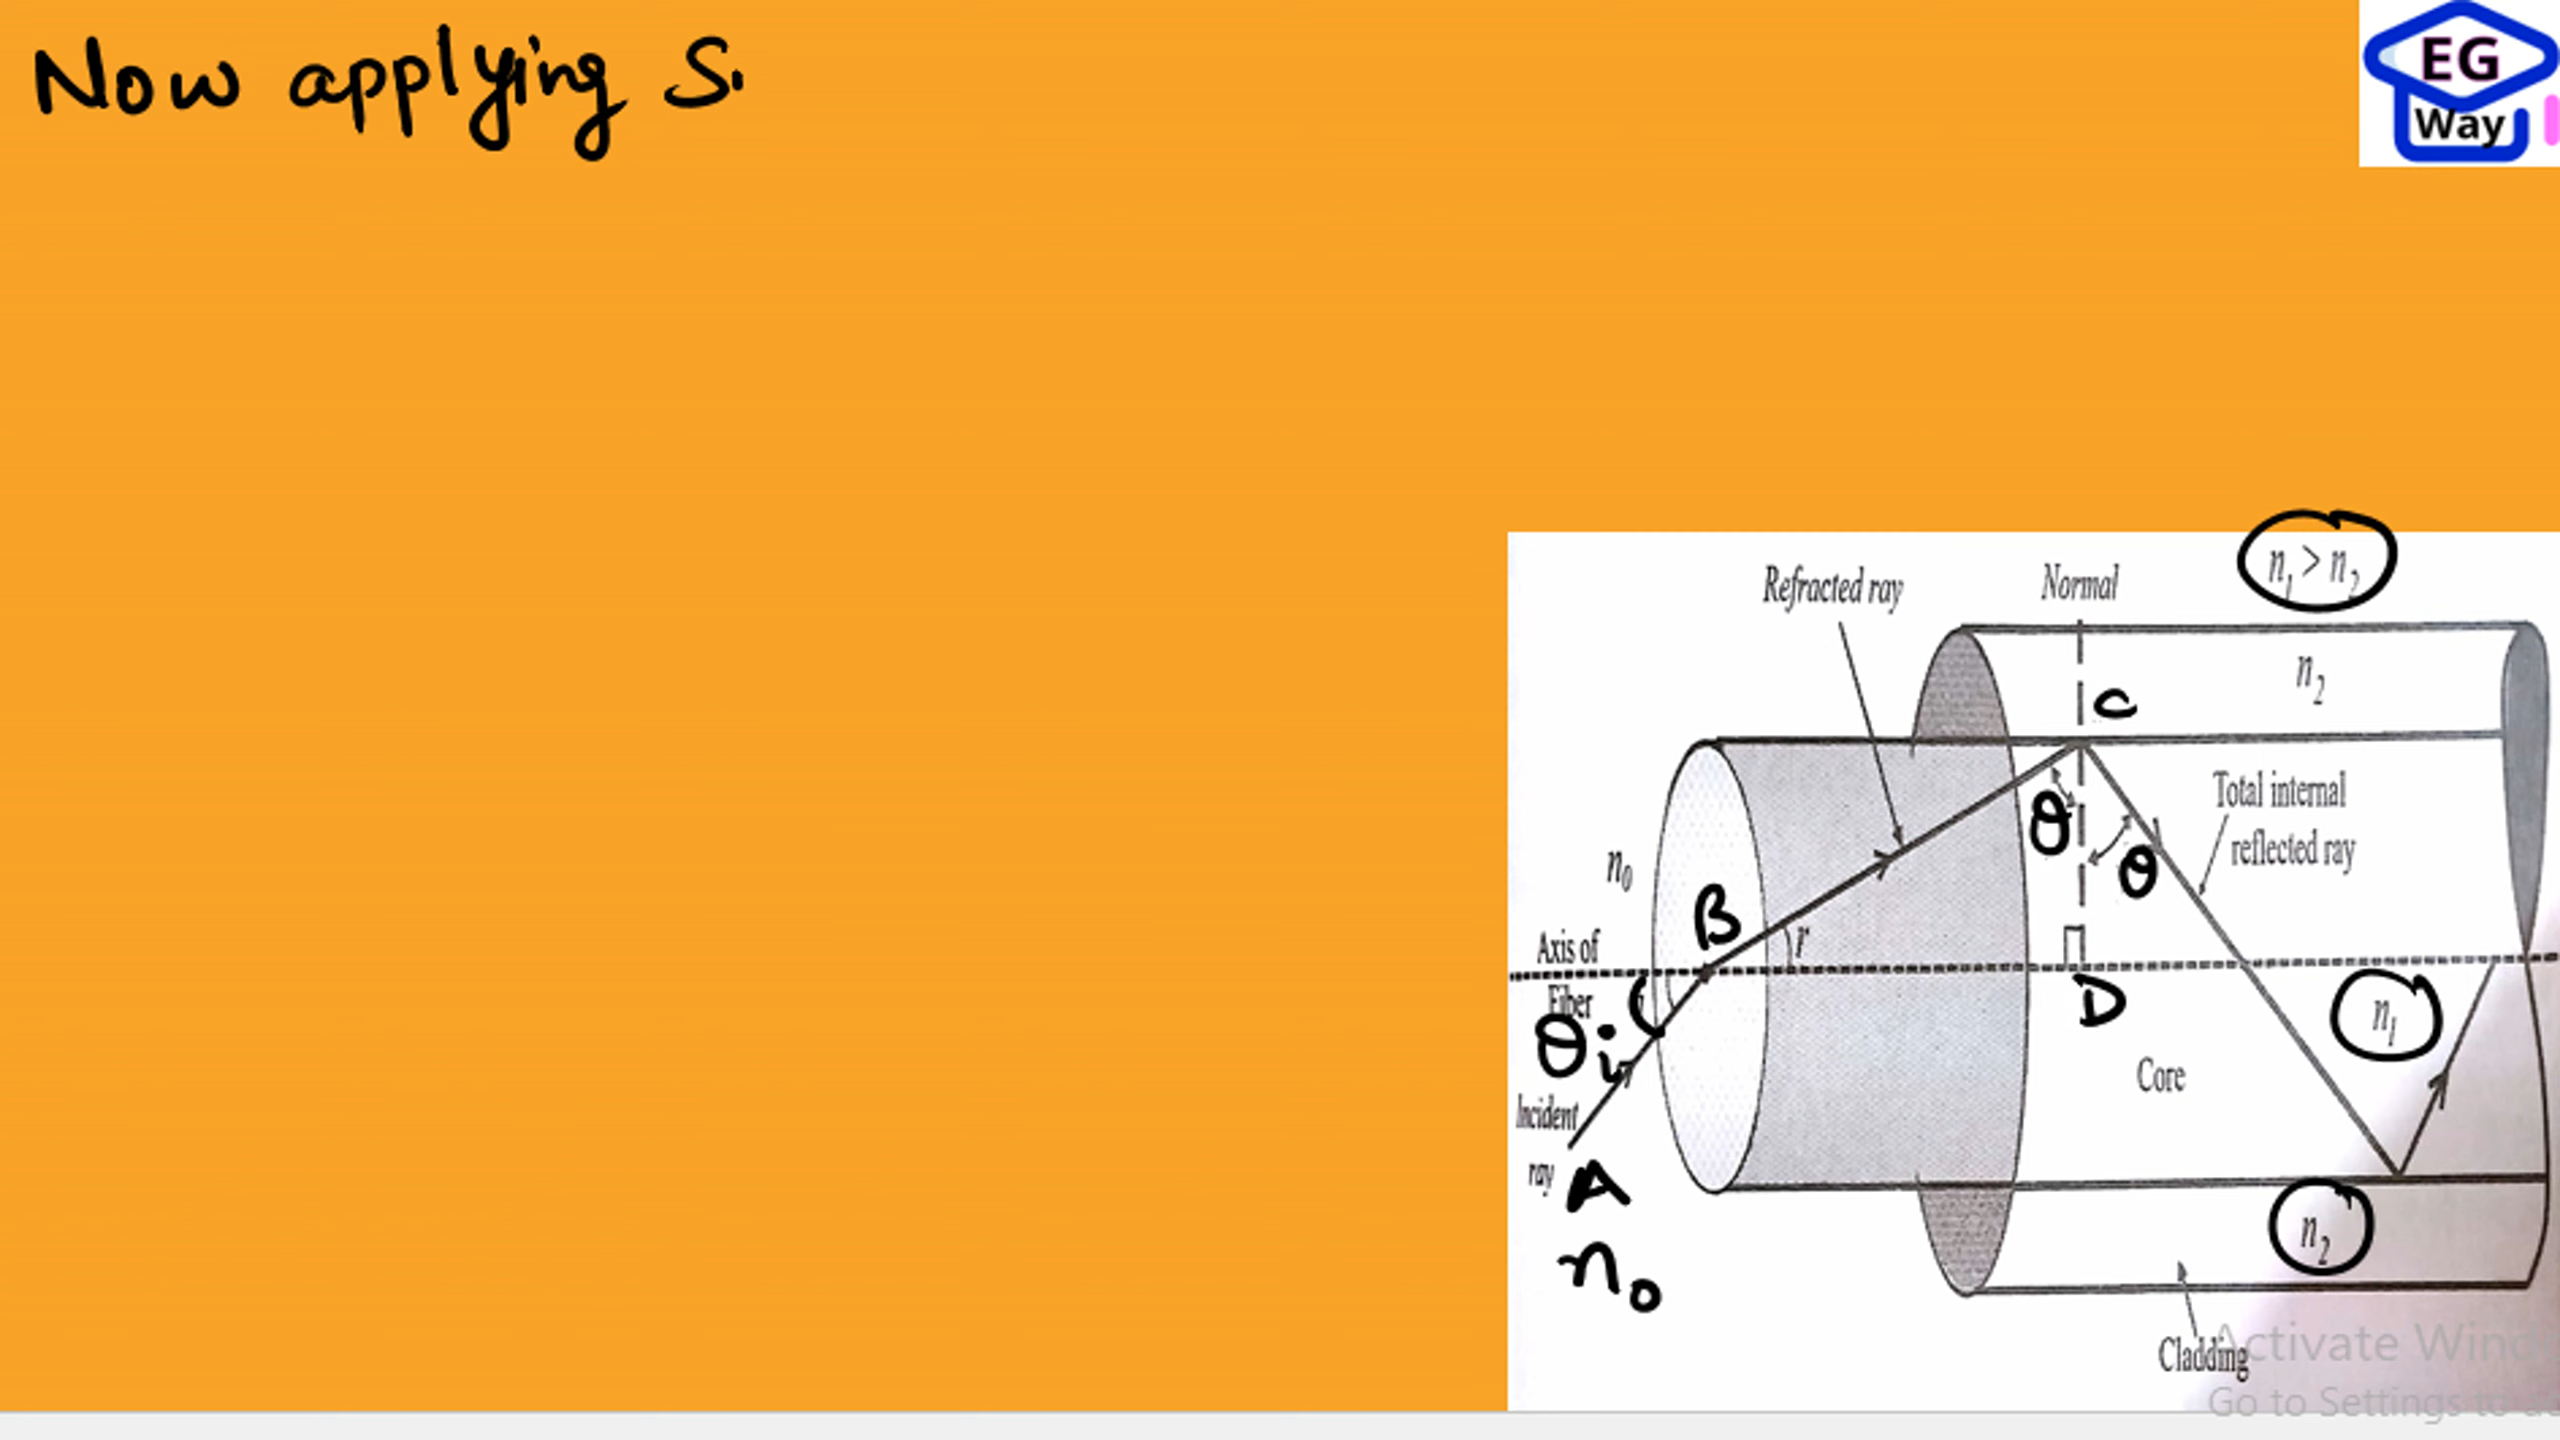 Now applying S.
EG
Way
n₁ > n₂
Refracted ray
Normal
n₂
C
Total internal
reflected ray
θ
θ
n₀
B
r
Axis of
Fiber
D
n₁
θi
Core
Incident
ray
A
n₂
n₀
Cladding
Activate Wind
Go to Settings to ac